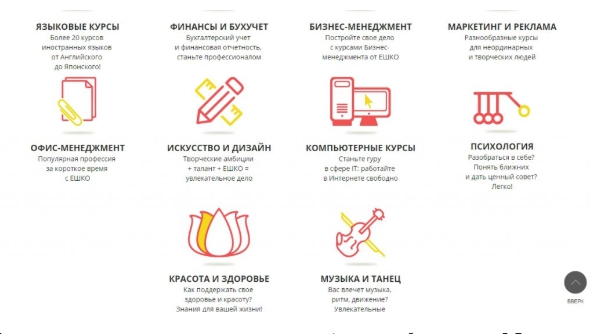 ЯЗЫКОВЫЕ КУРСЫ
Более 20 курсов
иностранных языков
от Английского
до Японского!
ФИНАНСЫ И БУХУЧЕТ
Бухгалтерский учет
и финансовая отчетность,
станьте профессионалом
БИЗНЕС-МЕНЕДЖМЕНТ
Постройте свое дело
с курсами Бизнес-
менеджмента от ЕШКО
МАРКЕТИНГ И РЕКЛАМА
Разнообразные курсы
для неординарных
и творческих людей
ОФИС-МЕНЕДЖМЕНТ
Популярная профессия
за короткое время
с ЕШКО
ИСКУССТВО И ДИЗАЙН
Творческие амбиции
+ талант + ЕШКО =
увлекательное дело
КОМПЬЮТЕРНЫЕ КУРСЫ
Станьте гуру
в сфере IT: работайте
в Интернете свободно
ПСИХОЛОГИЯ
Разобраться в себе?
Понять ближних
и дать ценный совет?
Легко!
КРАСОТА И ЗДОРОВЬЕ
Как поддержать свое
здоровье и красоту?
Знания для вашей жизни!
МУЗЫКА И ТАНЕЦ
Вас влечет музыка,
ритм, движение?
Увлекательные
ВВЕРХ